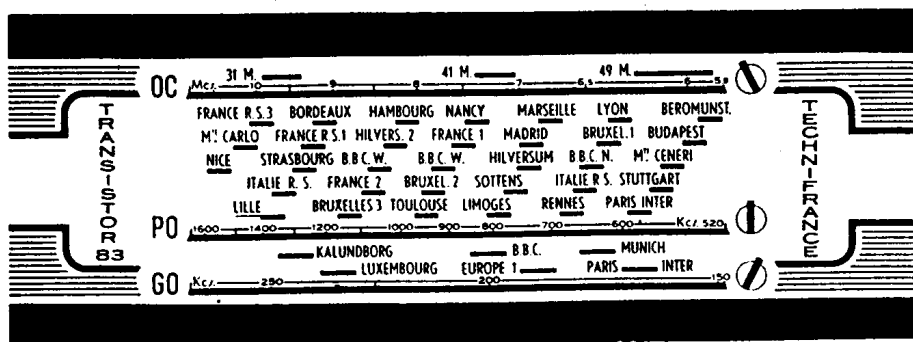 TRANSISTOR 83
31 M. 41 M. 49 M.
OC Mc/s. 10 9 8 7 6,5 6 5,8
FRANCE R.S.3 BORDEAUX HAMBOURG NANCY MARSEILLE LYON BEROMUNST.
Mᵗᵉ CARLO FRANCE R S.1 HILVERS. 2 FRANCE 1 MADRID BRUXEL.1 BUDAPEST
NICE STRASBOURG B.B.C.W. B.B.C. W. HILVERSUM B.B.C. N. Mᵗᵉ CENERI
ITALIE R. S. FRANCE 2 BRUXEL. 2 SOTTENS ITALIE R S. STUTTGART
LILLE BRUXELLES 3 TOULOUSE LIMOGES RENNES PARIS INTER
PO 1600 1400 1200 1000 900 800 700 600 Kc/. 520
KALUNDBORG B.B.C. MUNICH
LUXEMBOURG EUROPE 1 PARIS INTER
GO Kc/. 250 200 150
TECHNIFRANCE